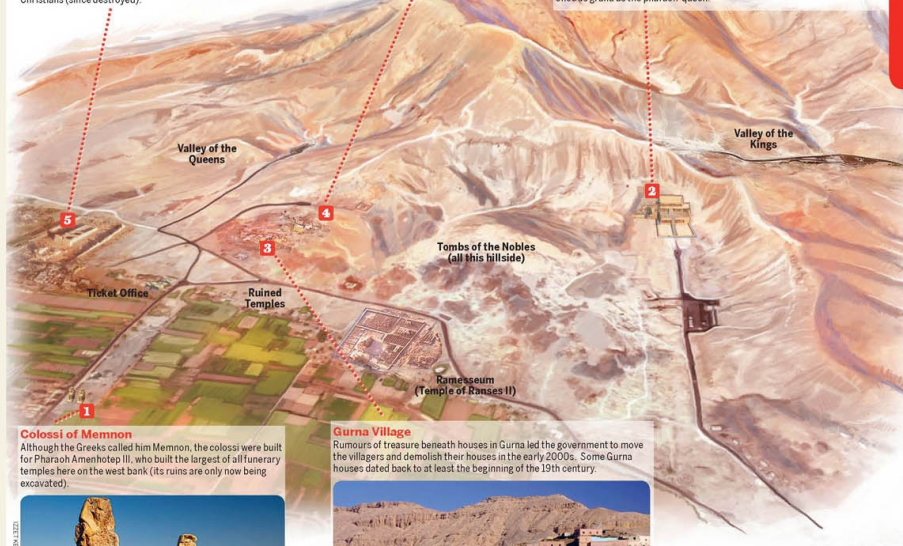 Christians (since destroyed).
Valley of the
Queens
Valley of the
Kings
5
4
2
3
Tombs of the Nobles
(all this hillside)
Ticket Office
Ruined
Temples
Ramesseum
(Temple of Ranses II)
1
Colossi of Memnon
Although the Greeks called him Memnon, the colossi were built
for Pharaoh Amenhotep III, who built the largest of all funerary
temples here on the west bank (its ruins are only now being
excavated).
Gurna Village
Rumours of treasure beneath houses in Gurna led the government to move
the villagers and demolish their houses in the early 2000s. Some Gurna
houses dated back to at least the beginning of the 19th century.